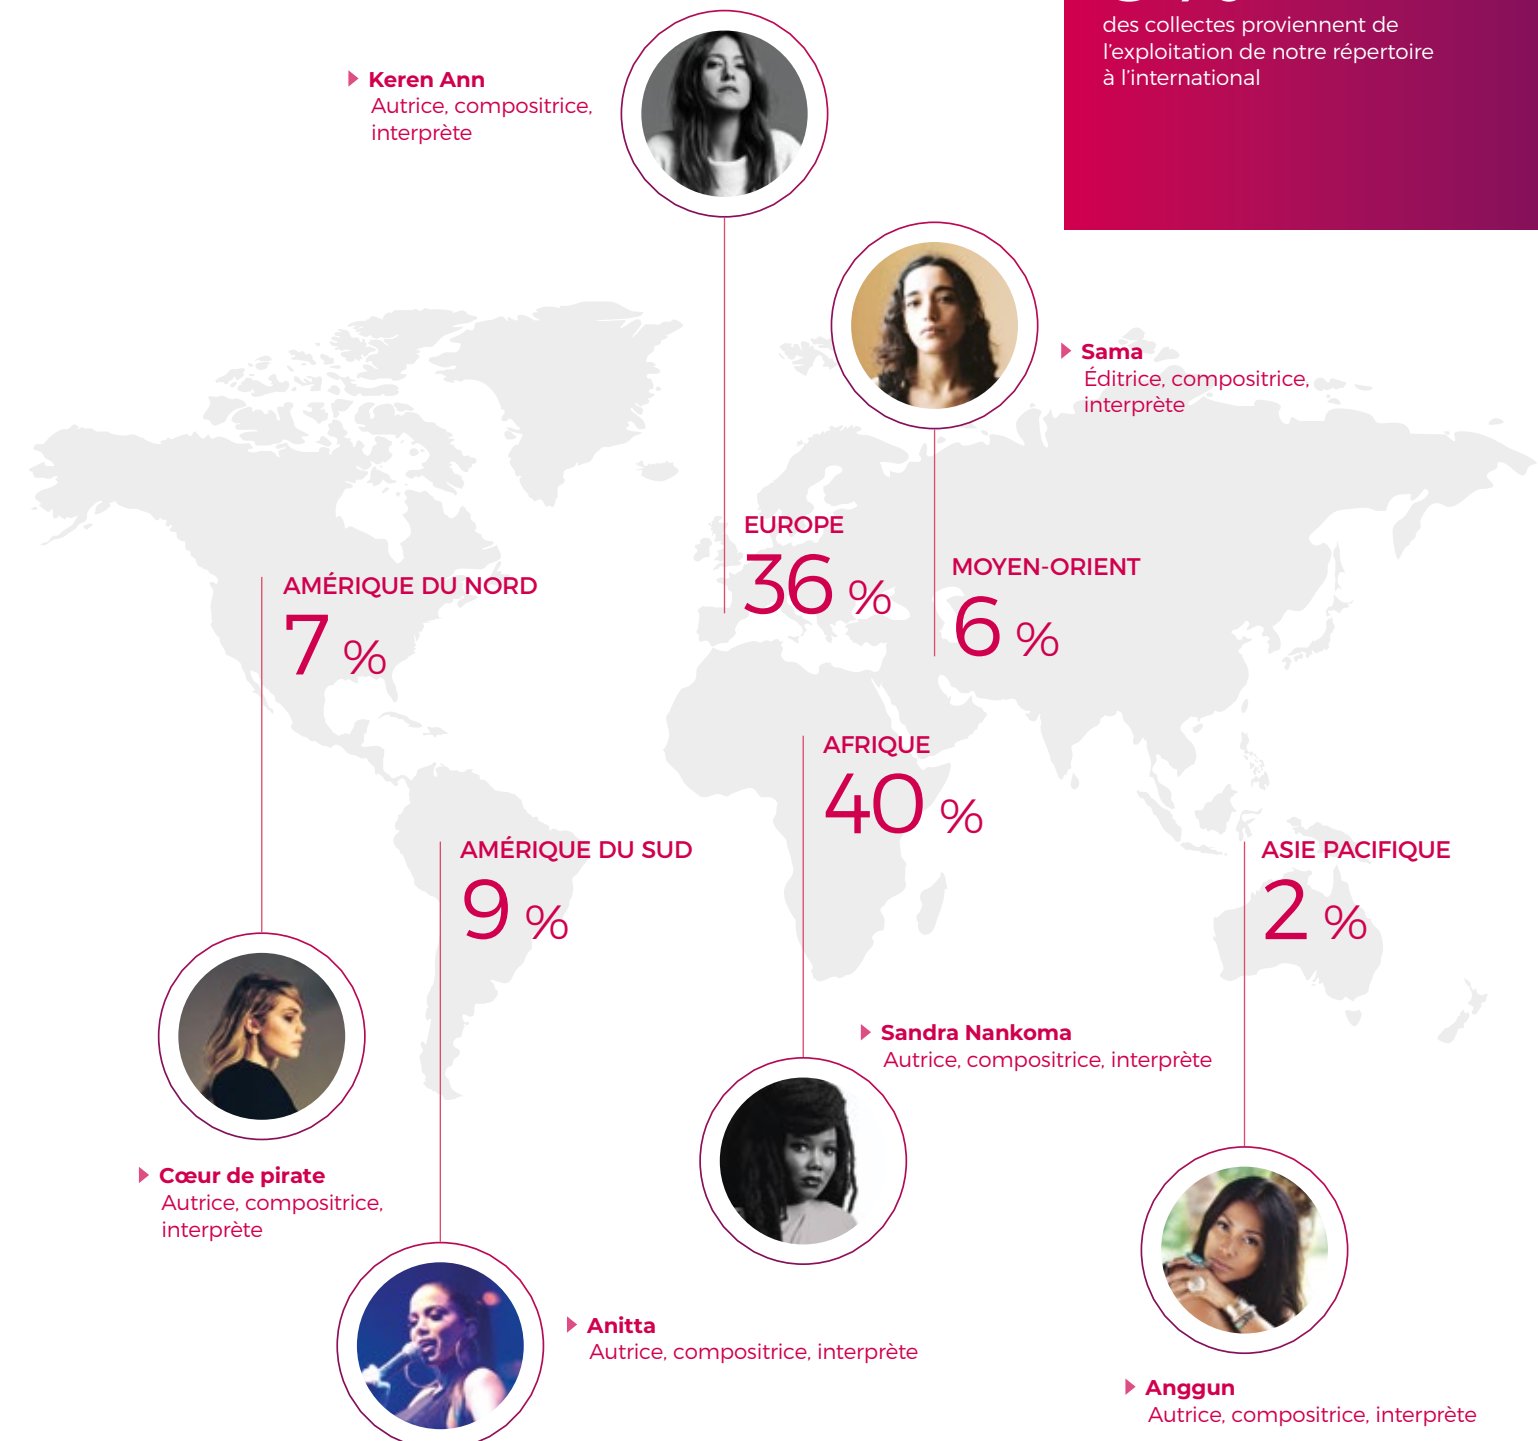 des collectes proviennent de
l'exploitation de notre répertoire
à l'international
Keren Ann
Autrice, compositrice,
interprète
Sama
Éditrice, compositrice,
interprète
EUROPE
36 %
MOYEN-ORIENT
6 %
AMÉRIQUE DU NORD
7 %
AFRIQUE
40 %
AMÉRIQUE DU SUD
9 %
ASIE PACIFIQUE
2 %
Sandra Nankoma
Autrice, compositrice, interprète
Cœur de pirate
Autrice, compositrice,
interprète
Anitta
Autrice, compositrice, interprète
Anggun
Autrice, compositrice, interprète